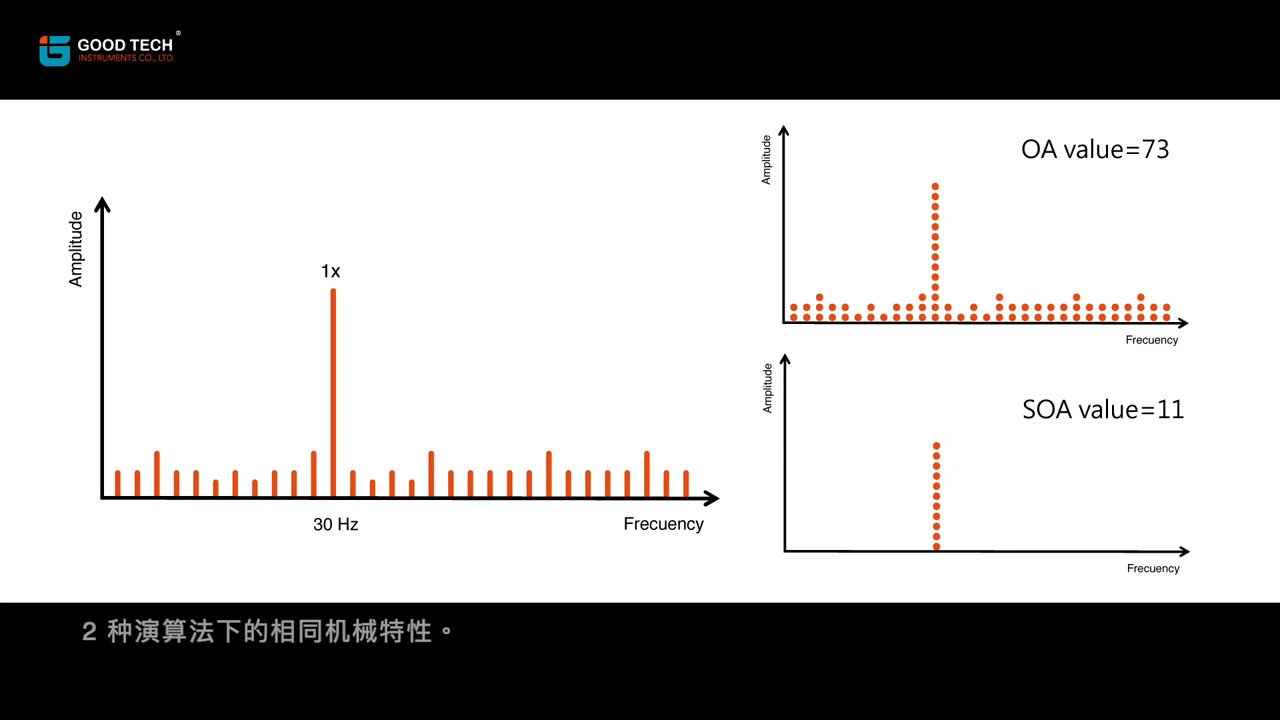 GOOD TECH®
INSTRUMENTS CO., LTD.
Amplitude
1x
30 Hz
Frecuency
Amplitude
OA value=73
Frecuency
Amplitude
SOA value=11
Frecuency
2 种演算法下的相同机械特性。